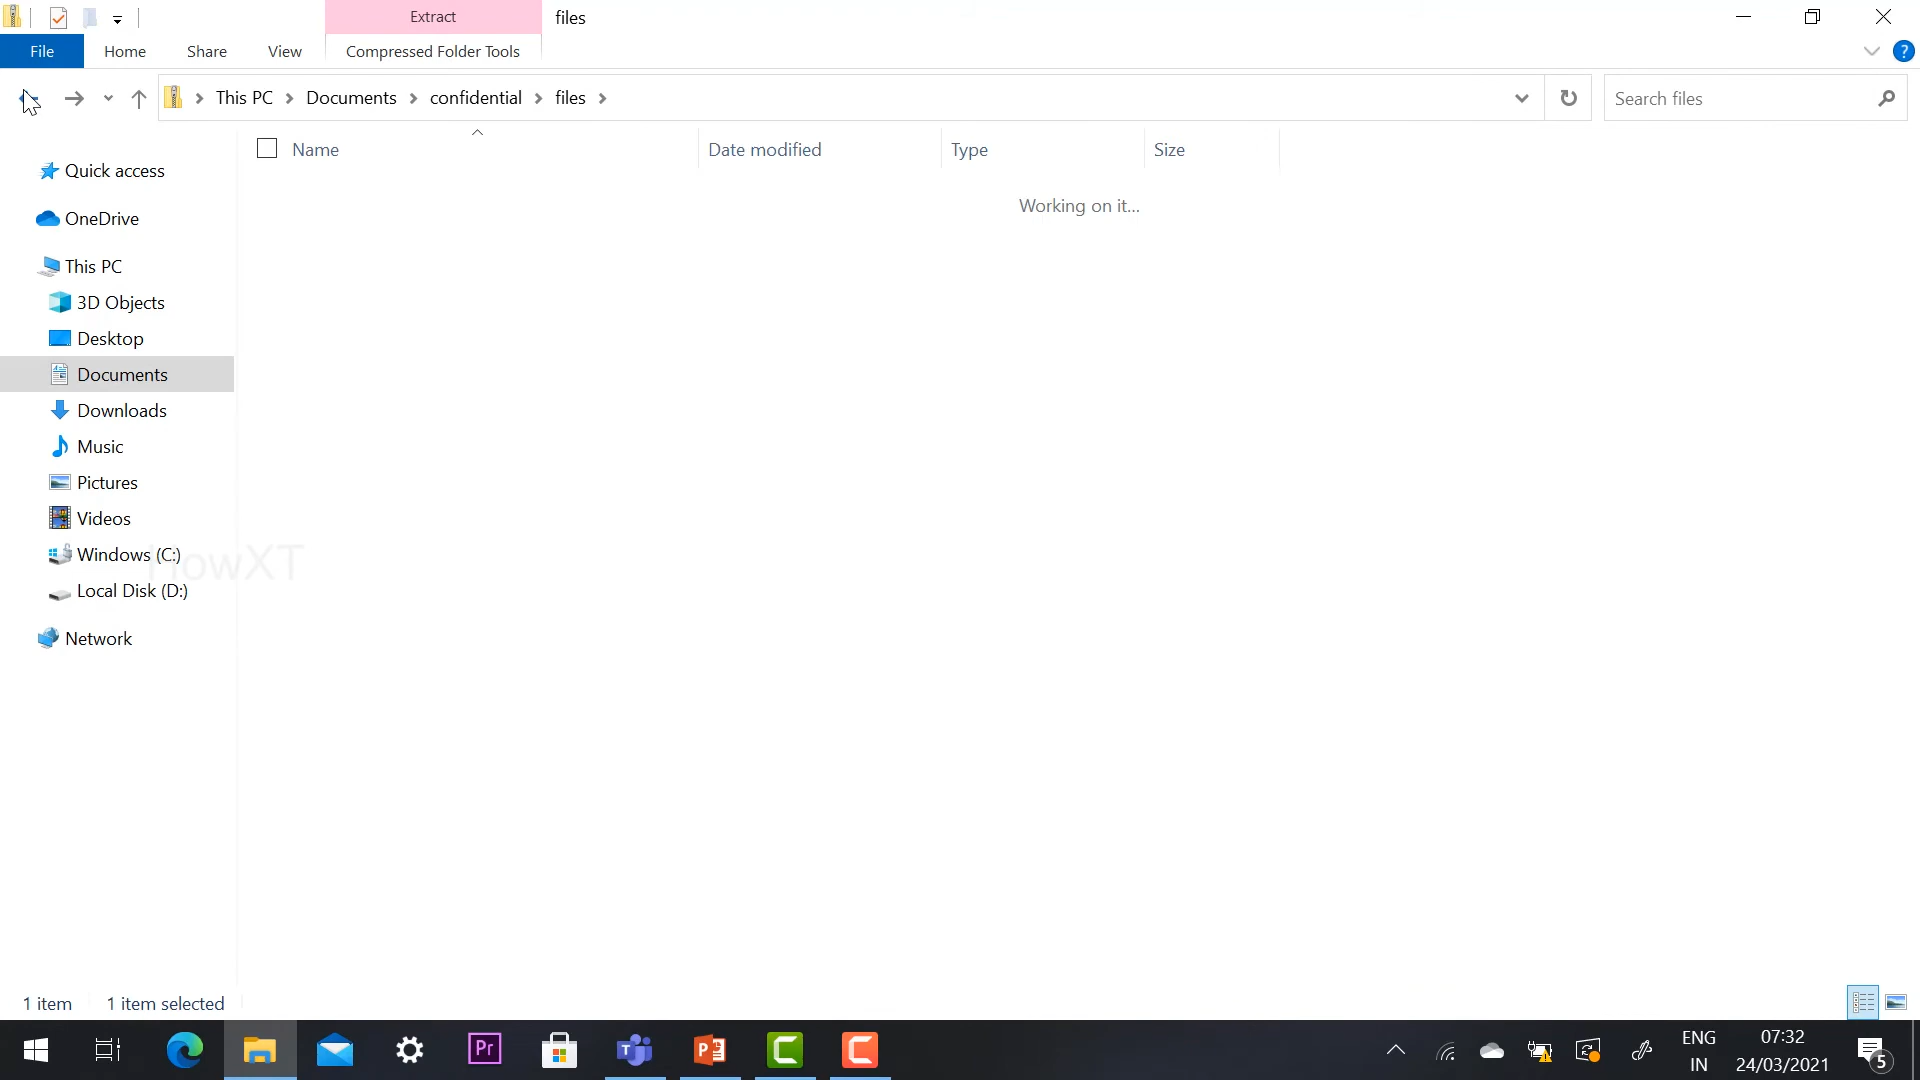 Extract
files
File
Home
Share
View
Compressed Folder Tools
?
This PC
Documents
confidential
files
Search files
Name
Date modified
Type
Size
Working on it...
Quick access
OneDrive
This PC
3D Objects
Desktop
Documents
Downloads
Music
Pictures
Videos
Windows (C:)
HowXT
Local Disk (D:)
Network
1 item
1 item selected
Pr
T
P
C
C
ENG
IN
07:32
24/03/2021
5